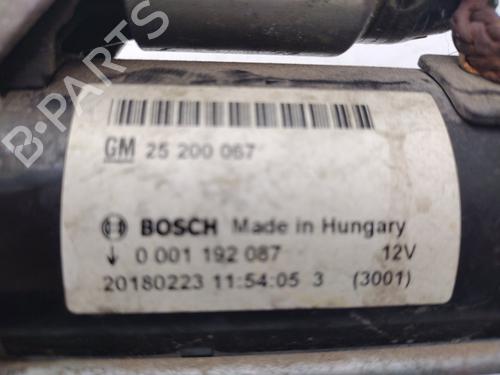 B-PARTS
GM 25 200 067
BOSCH Made in Hungary
0 001 192 087 12V
20180223 11:54:05 3 (3001)